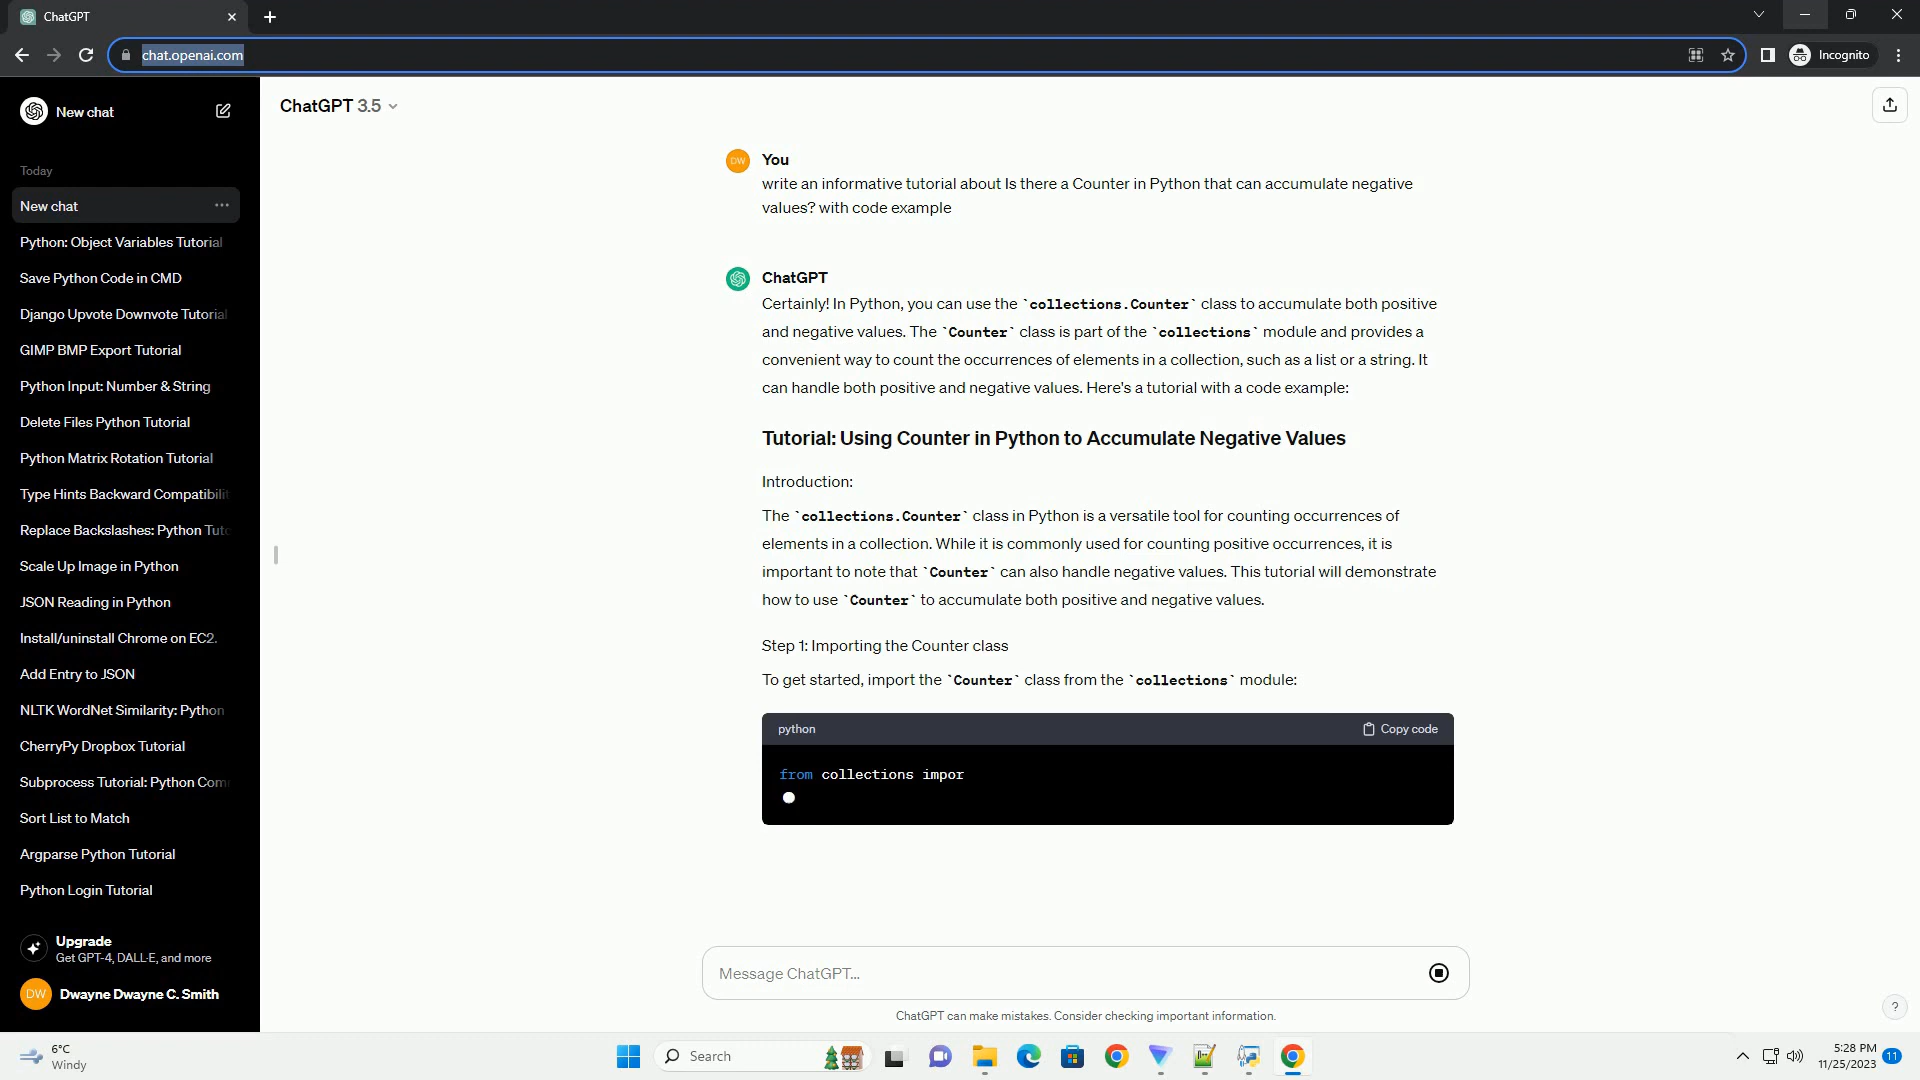 ChatGPT
chat.openai.com
Incognito
New chat
Today
New chat
Python: Object Variables Tutorial
Save Python Code in CMD
Django Upvote Downvote Tutorial
GIMP BMP Export Tutorial
Python Input: Number & String
Delete Files Python Tutorial
Python Matrix Rotation Tutorial
Type Hints Backward Compatibilit
Replace Backslashes: Python Tuto
Scale Up Image in Python
JSON Reading in Python
Install/uninstall Chrome on EC2.
Add Entry to JSON
NLTK WordNet Similarity: Python
CherryPy Dropbox Tutorial
Subprocess Tutorial: Python Com
Sort List to Match
Argparse Python Tutorial
Python Login Tutorial
Upgrade
Get GPT-4, DALL·E, and more
DW Dwayne Dwayne C. Smith
ChatGPT 3.5
DW You
write an informative tutorial about Is there a Counter in Python that can accumulate negative
values? with code example
ChatGPT
Certainly! In Python, you can use the `collections.Counter` class to accumulate both positive
and negative values. The `Counter` class is part of the `collections` module and provides a
convenient way to count the occurrences of elements in a collection, such as a list or a string. It
can handle both positive and negative values. Here's a tutorial with a code example:
Tutorial: Using Counter in Python to Accumulate Negative Values
Introduction:
The `collections.Counter` class in Python is a versatile tool for counting occurrences of
elements in a collection. While it is commonly used for counting positive occurrences, it is
important to note that `Counter` can also handle negative values. This tutorial will demonstrate
how to use `Counter` to accumulate both positive and negative values.
Step 1: Importing the Counter class
To get started, import the `Counter` class from the `collections` module:
python Copy code
from collections impor
Message ChatGPT...
ChatGPT can make mistakes. Consider checking important information.
?
6°C
Windy
Search
5:28 PM
11/25/2023
11